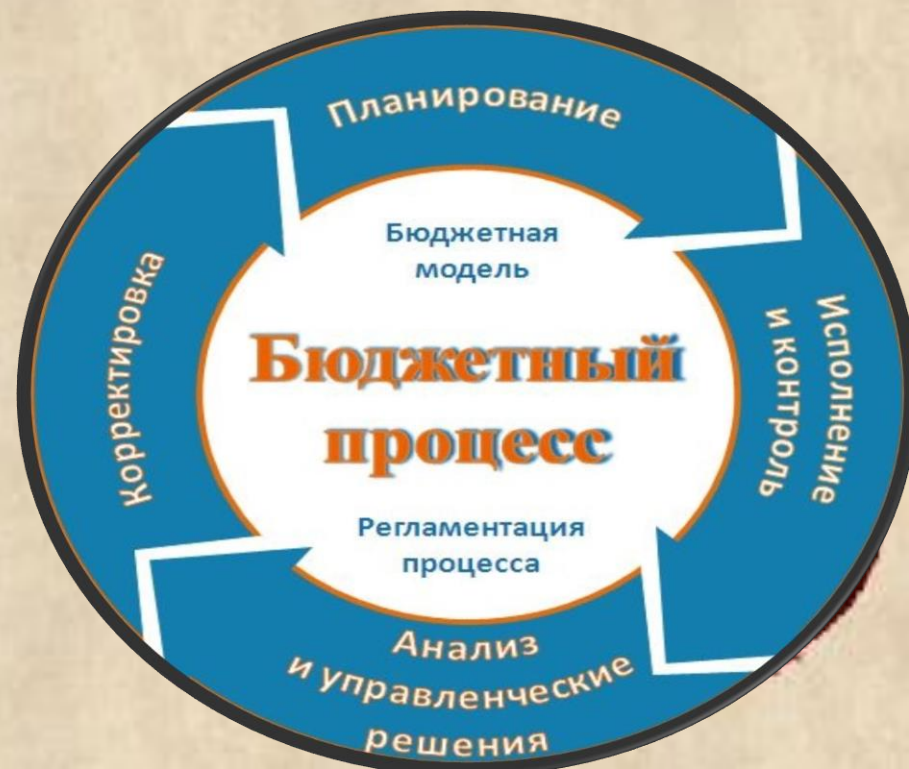 Планирование
Бюджетная
модель
Бюджетный
процесс
Регламентация
процесса
Исполнение
и контроль
Анализ
и управленческие
решения
Корректировка